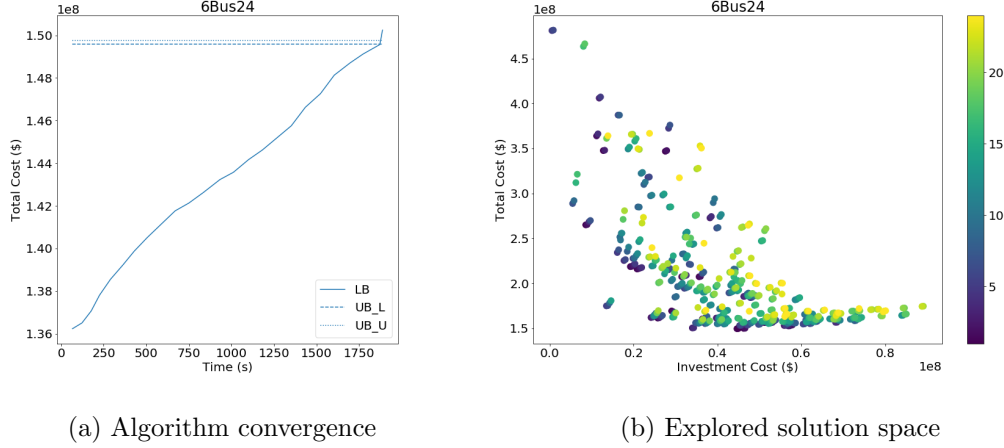 6Bus24
1e8
1.50
1.48
1.46
1.44
1.42
1.40
1.38
1.36
Total Cost ($)
0 250 500 750 1000 1250 1500 1750
Time (s)
LB
UB_L
UB_U
(a) Algorithm convergence
6Bus24
1e8
4.5
4.0
3.5
3.0
2.5
2.0
1.5
Total Cost ($)
0.0 0.2 0.4 0.6 0.8
Investment Cost ($)
1e8
20
15
10
5
(b) Explored solution space